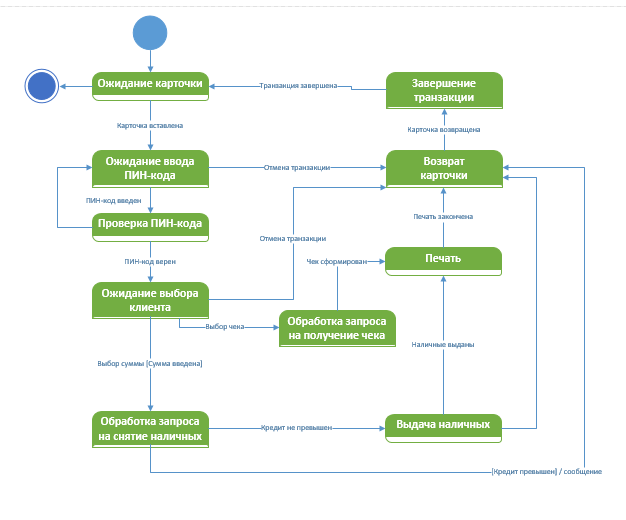 Ожидание карточки
Транзакция завершена
Завершение
транзакции
Карточка вставлена
Карточка возвращена
Ожидание ввода
ПИН-кода
Отмена транзакции
Возврат
карточки
ПИН-код введен
Проверка ПИН-кода
Печать закончена
Отмена транзакции
ПИН-код верен
Чек сформирован
Печать
Ожидание выбора
клиента
Выбор чека
Обработка запроса
на получение чека
Наличные выданы
Выбор суммы [Сумма введена]
Обработка запроса
на снятие наличных
Кредит не превышен
Выдача наличных
[Кредит превышен] / сообщение